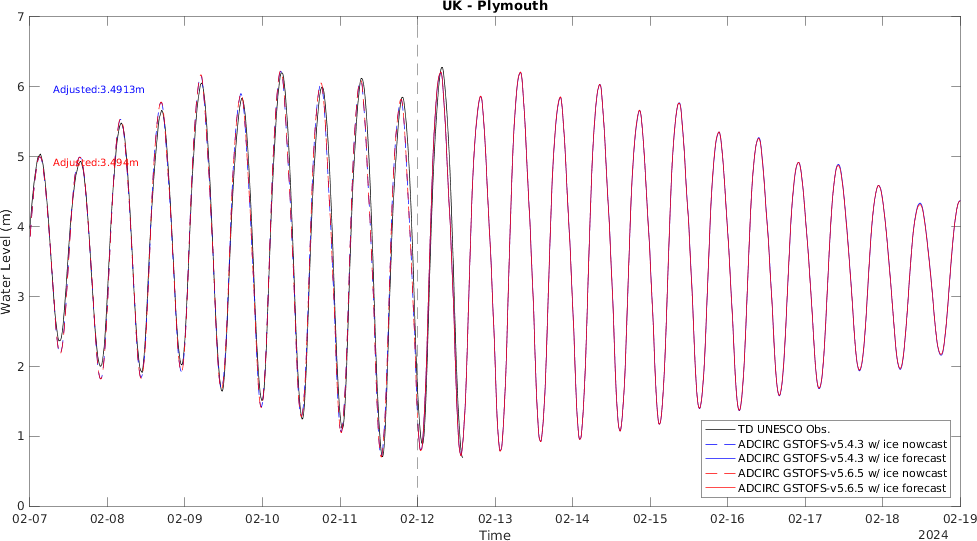 UK - Plymouth
7
6
5
4
3
2
1
0
Water Level (m)
Adjusted:3.4913m
Adjusted:3.494m
TD UNESCO Obs.
ADCIRC GSTOFS-v5.4.3 w/ ice nowcast
ADCIRC GSTOFS-v5.4.3 w/ ice forecast
ADCIRC GSTOFS-v5.6.5 w/ ice nowcast
ADCIRC GSTOFS-v5.6.5 w/ ice forecast
02-07 02-08 02-09 02-10 02-11 02-12 02-13 02-14 02-15 02-16 02-17 02-18 02-19
Time
2024